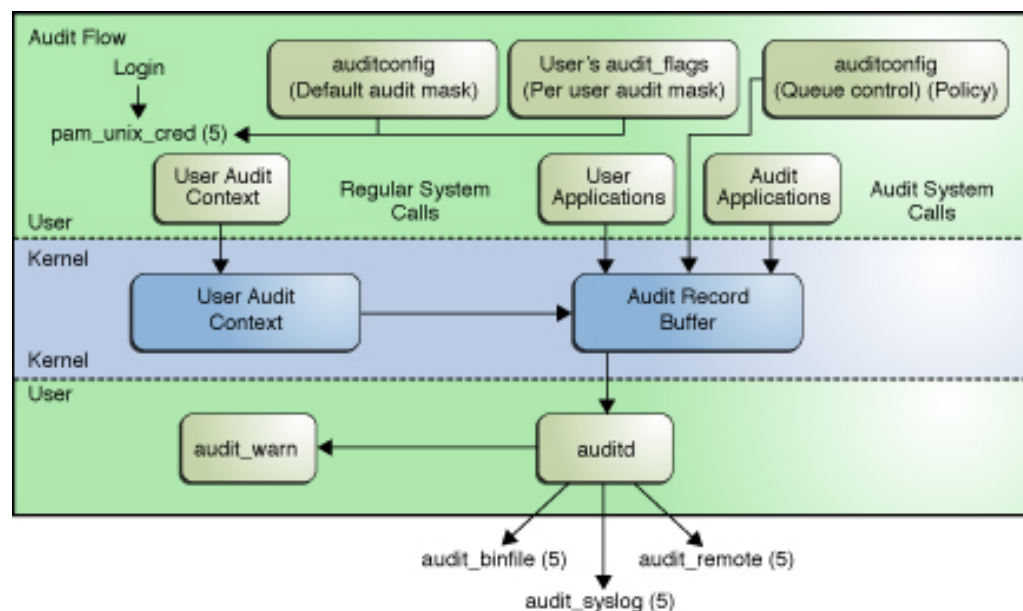 Audit Flow
Login
pam_unix_cred (5)
auditconfig
(Default audit mask)
User's audit_flags
(Per user audit mask)
auditconfig
(Queue control) (Policy)
User Audit
Context
Regular System
Calls
User
Applications
Audit
Applications
Audit System
Calls
User
Kernel
User Audit
Context
Audit Record
Buffer
Kernel
User
audit_warn
auditd
audit_binfile (5)
audit_remote (5)
audit_syslog (5)